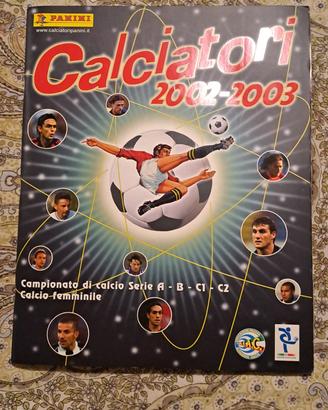 PANINI
www.calciatoripanini.it
Calciatori
2002-2003
Campionato di calcio Serie A - B - C1 - C2
Calcio femminile